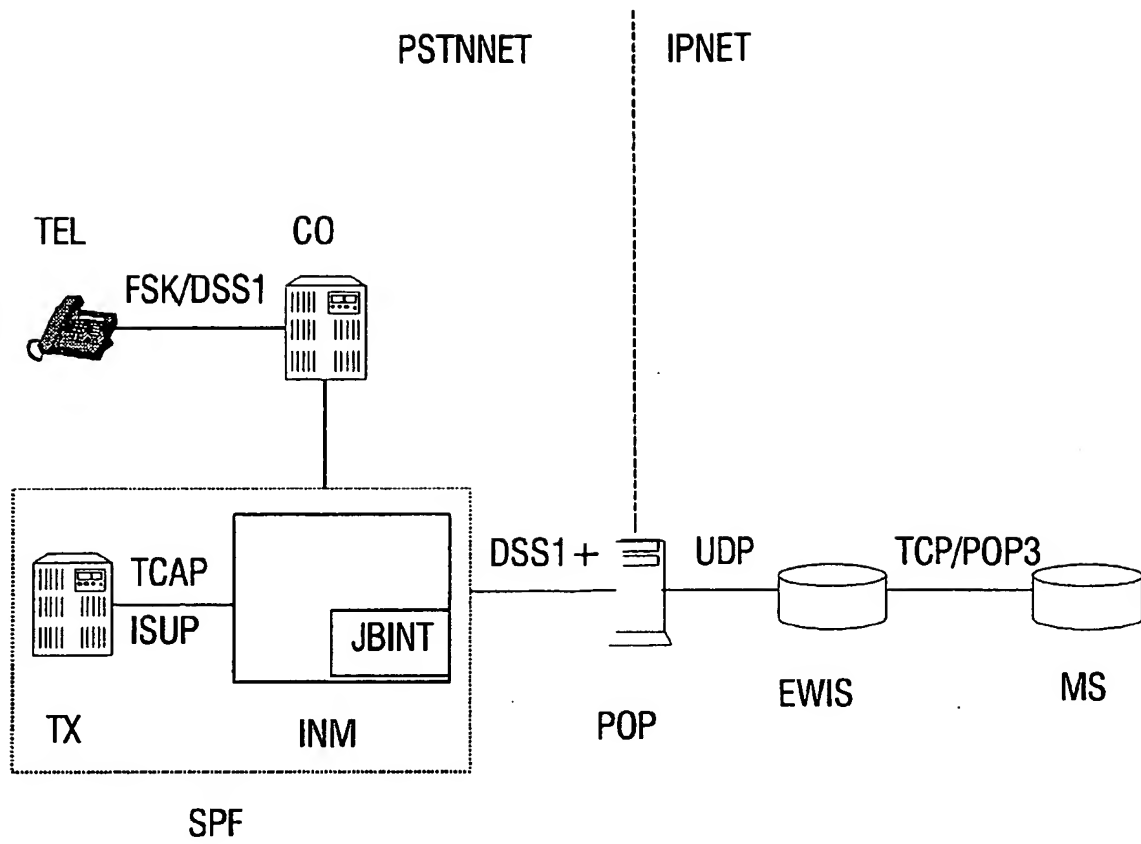 PSTNNET
IPNET
TEL
CO
FSK/DSS1
DSS1+
UDP
TCP/POP3
TCAP
ISUP
JBINT
TX
INM
POP
EWIS
MS
SPF